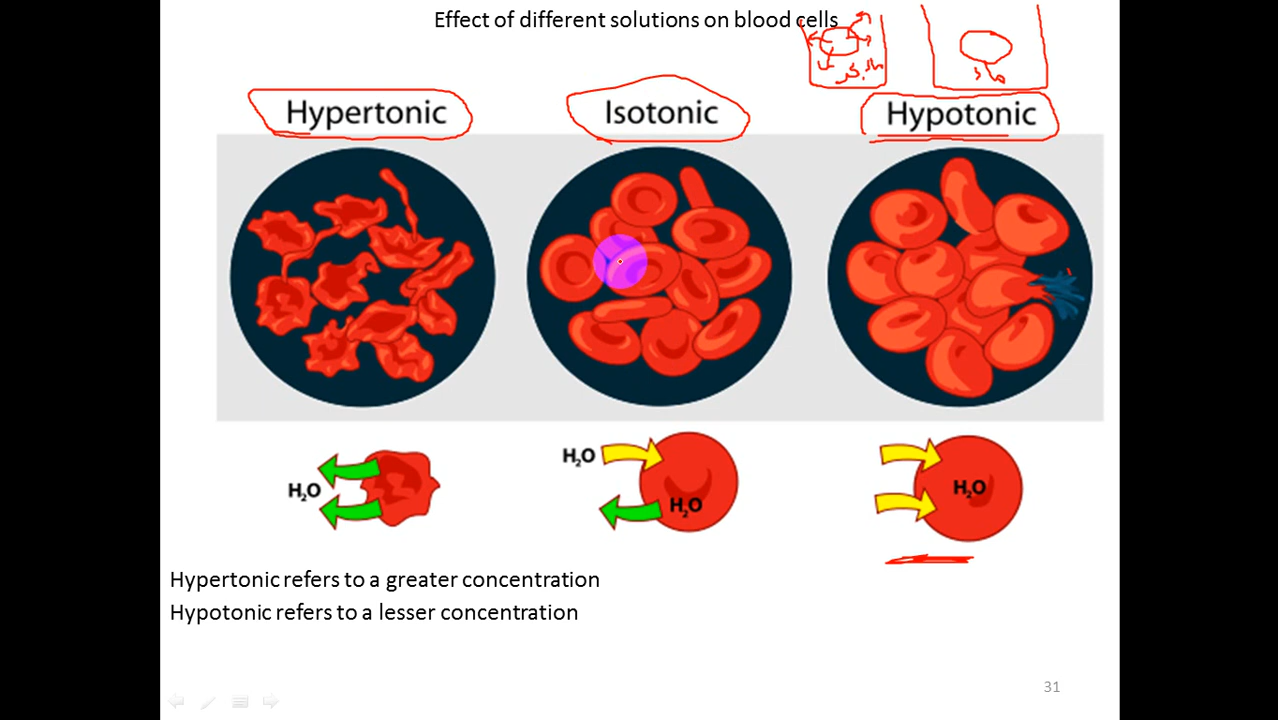 Effect of different solutions on blood cells
Hypertonic
Isotonic
Hypotonic
H₂O
H₂O
H₂O
H₂O
Hypertonic refers to a greater concentration
Hypotonic refers to a lesser concentration
31